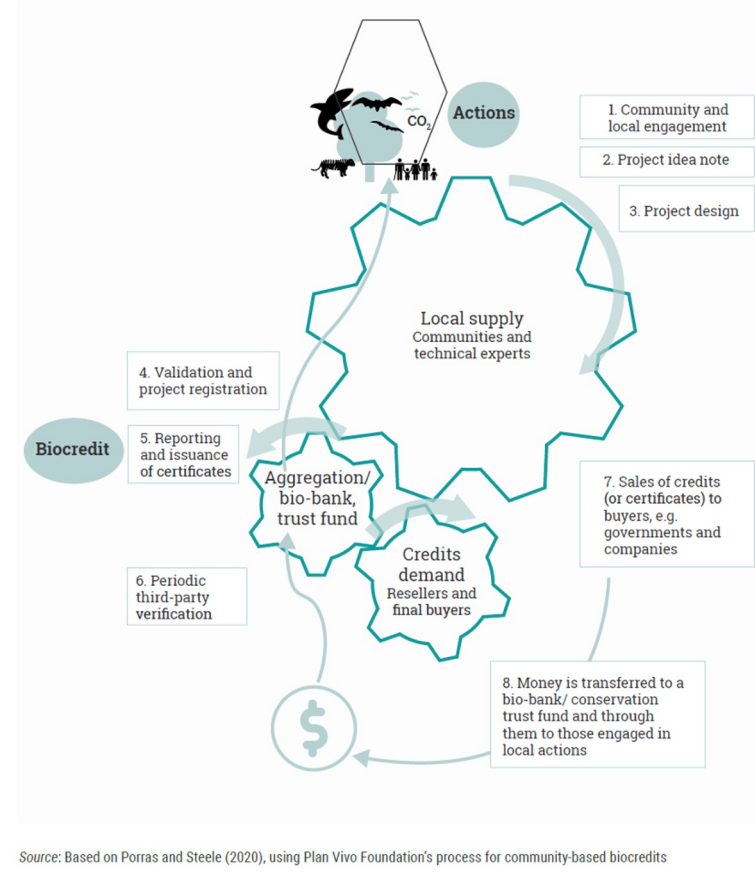 CO2
Actions
1. Community and
local engagement
2. Project idea note
3. Project design
Local supply
Communities and
technical experts
4. Validation and
project registration
Biocredit
5. Reporting
and issuance
of certificates
Aggregation/
bio-bank,
trust fund
7. Sales of credits
(or certificates) to
buyers, e.g.
governments and
companies
Credits
demand
Resellers and
final buyers
6. Periodic
third-party
verification
8. Money is transferred to a
bio-bank/ conservation
trust fund and through
them to those engaged in
local actions
$
Source: Based on Porras and Steele (2020), using Plan Vivo Foundation's process for community-based biocredits